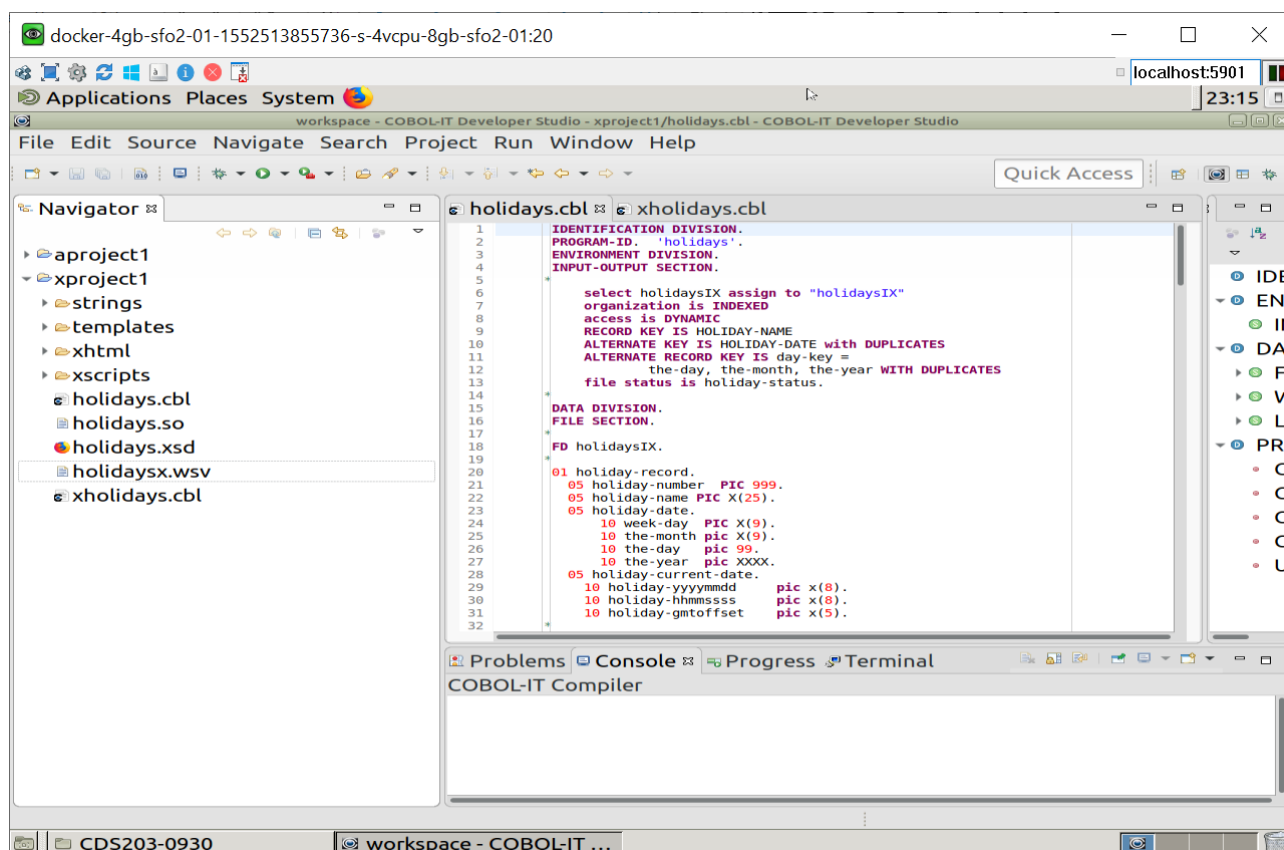 docker-4gb-sfo2-01-1552513855736-s-4vcpu-8gb-sfo2-01:20
localhost:5901
Applications Places System
23:15
workspace - COBOL-IT Developer Studio - xproject1/holidays.cbl - COBOL-IT Developer Studio
File Edit Source Navigate Search Project Run Window Help
Quick Access
Navigator
aproject1
xproject1
strings
templates
xhtml
xscripts
holidays.cbl
holidays.so
holidays.xsd
holidaysx.wsv
xholidays.cbl
holidays.cbl xholidays.cbl
1 IDENTIFICATION DIVISION.
2 PROGRAM-ID. 'holidays'.
3 ENVIRONMENT DIVISION.
4 INPUT-OUTPUT SECTION.
5 *
6 select holidaysIX assign to "holidaysIX"
7 organization is INDEXED
8 access is DYNAMIC
9 RECORD KEY IS HOLIDAY-NAME
10 ALTERNATE KEY IS HOLIDAY-DATE with DUPLICATES
11 ALTERNATE RECORD KEY IS day-key =
12 the-day, the-month, the-year WITH DUPLICATES
13 file status is holiday-status.
14 *
15 DATA DIVISION.
16 FILE SECTION.
17 *
18 FD holidaysIX.
19 *
20 01 holiday-record.
21 05 holiday-number PIC 999.
22 05 holiday-name PIC X(25).
23 05 holiday-date.
24 10 week-day PIC X(9).
25 10 the-month pic X(9).
26 10 the-day pic 99.
27 10 the-year pic XXXX.
28 05 holiday-current-date.
29 10 holiday-yyyymmdd pic x(8).
30 10 holiday-hhmmssss pic x(8).
31 10 holiday-gmtoffset pic x(5).
32 *
IDE
EN
DA
F
L
PR
Problems Console Progress Terminal
COBOL-IT Compiler
CDS203-0930
workspace - COBOL-IT ...